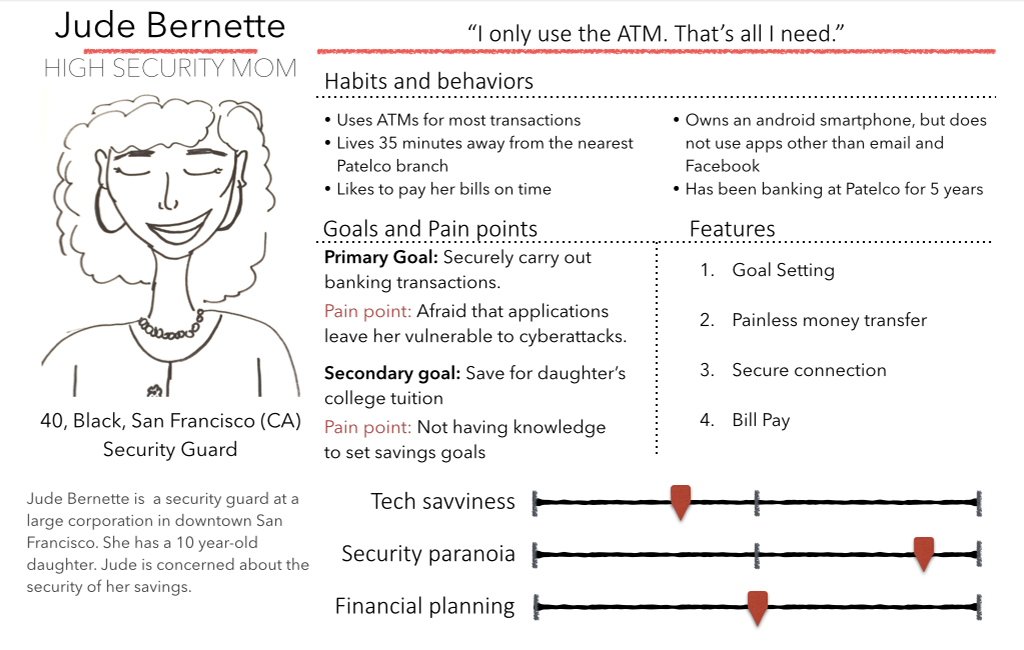 Jude Bernette
HIGH SECURITY MOM
40, Black, San Francisco (CA)
Security Guard
Jude Bernette is  a security guard at a
large corporation in downtown San
Francisco. She has a 10 year-old
daughter. Jude is concerned about the
security of her savings.
“I only use the ATM. That’s all I need.”
Habits and behaviors
• Uses ATMs for most transactions
• Lives 35 minutes away from the nearest
Patelco branch
• Likes to pay her bills on time
• Owns an android smartphone, but does
not use apps other than email and
Facebook
• Has been banking at Patelco for 5 years
Goals and Pain points
Primary Goal: Securely carry out
banking transactions.
Pain point: Afraid that applications
leave her vulnerable to cyberattacks.
Secondary goal: Save for daughter’s
college tuition
Pain point: Not having knowledge
to set savings goals
Features
1. Goal Setting
2. Painless money transfer
3. Secure connection
4. Bill Pay
Tech savviness
Security paranoia
Financial planning